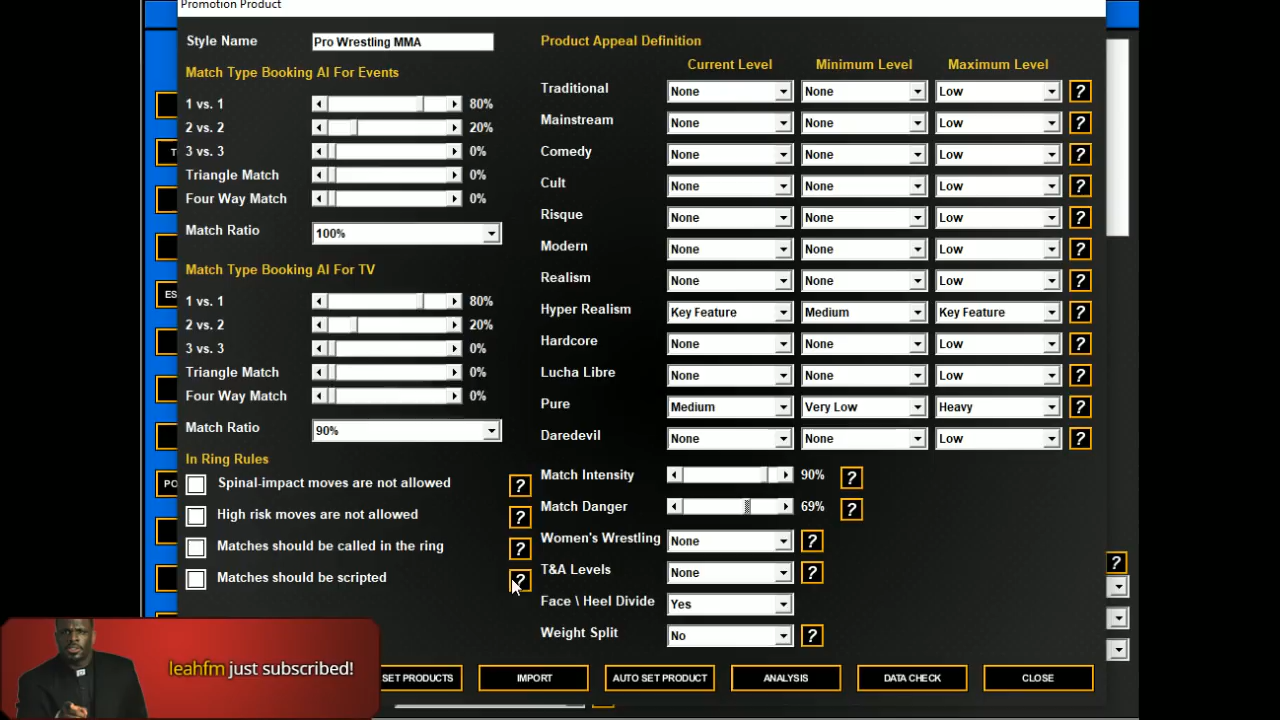 Promotion Product
Style Name
Pro Wrestling MMA
Match Type Booking AI For Events
1 vs. 1
80%
2 vs. 2
20%
3 vs. 3
0%
Triangle Match
0%
Four Way Match
0%
Match Ratio
100%
Match Type Booking AI For TV
1 vs. 1
80%
2 vs. 2
20%
3 vs. 3
0%
Triangle Match
0%
Four Way Match
0%
Match Ratio
90%
In Ring Rules
Spinal-impact moves are not allowed ?
High risk moves are not allowed ?
Matches should be called in the ring ?
Matches should be scripted ?
Product Appeal Definition
Current Level Minimum Level Maximum Level
Traditional None None Low ?
Mainstream None None Low ?
Comedy None None Low ?
Cult None None Low ?
Risque None None Low ?
Modern None None Low ?
Realism None None Low ?
Hyper Realism Key Feature Medium Key Feature ?
Hardcore None None Low ?
Lucha Libre None None Low ?
Pure Medium Very Low Heavy ?
Daredevil None None Low ?
Match Intensity 90% ?
Match Danger 69% ?
Women's Wrestling None ?
T&A Levels None ?
Face \ Heel Divide Yes
Weight Split No ?
T
ES
PO
?
leahfm just subscribed!
SET PRODUCTS IMPORT AUTO SET PRODUCT ANALYSIS DATA CHECK CLOSE